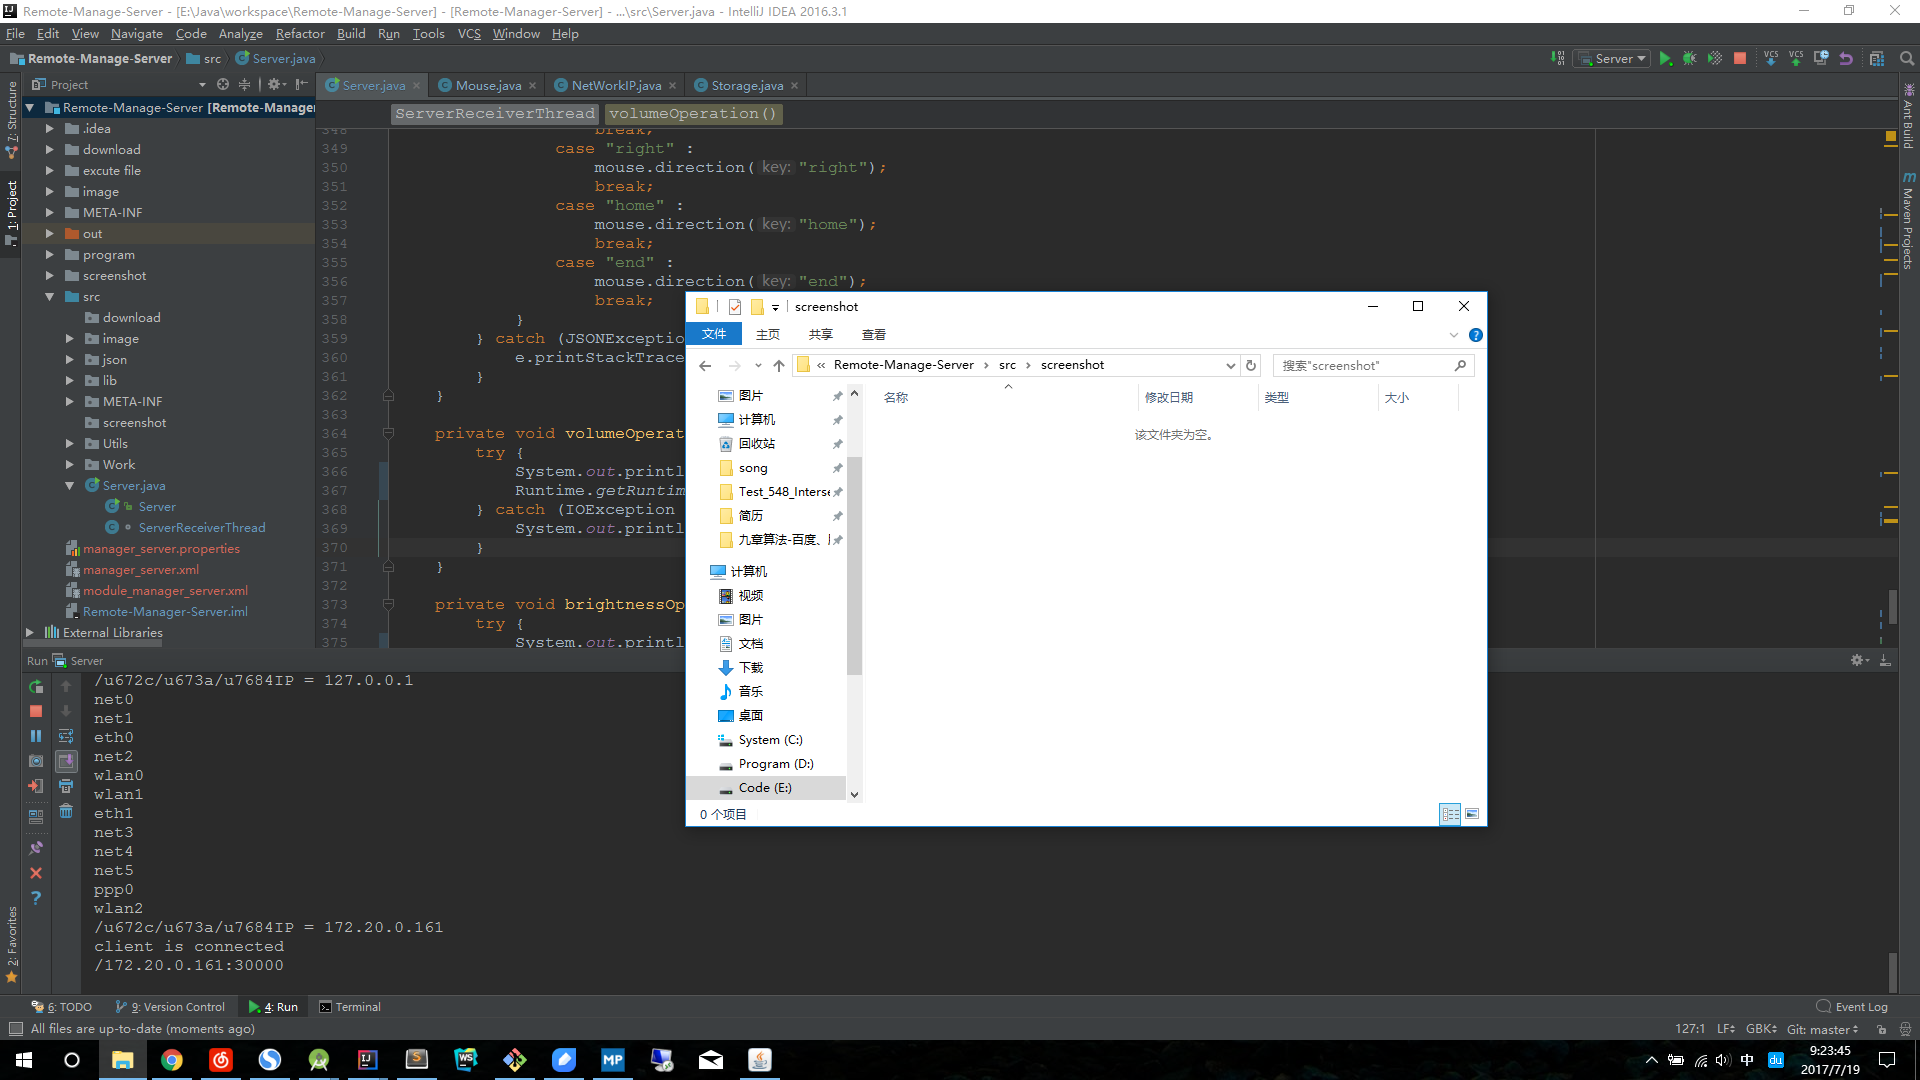 Remote-Manage-Server - [E:\Java\workspace\Remote-Manage-Server] - [Remote-Manager-Server] - ...\src\Server.java - IntelliJ IDEA 2016.3.1
File Edit View Navigate Code Analyze Refactor Build Run Tools VCS Window Help
Remote-Manage-Server src Server.java
Server
VCS VCS
Project
Server.java Mouse.java NetWorkIP.java Storage.java
ServerReceiverThread volumeOperation()
7: Structure
1: Project
2: Favorites
Ant Build
Maven Projects
Remote-Manage-Server [Remote-Manager
.idea
download
excute file
image
META-INF
out
program
screenshot
src
download
image
json
lib
META-INF
screenshot
Utils
Work
Server.java
Server
ServerReceiverThread
manager_server.properties
manager_server.xml
module_manager_server.xml
Remote-Manager-Server.iml
External Libraries
348 break;
349 case "right" :
350 mouse.direction( key: "right");
351 break;
352 case "home" :
353 mouse.direction( key: "home");
354 break;
355 case "end" :
356 mouse.direction( key: "end");
357 break;
358 }
359 } catch (JSONExceptio
360 e.printStackTrace
361 }
362 }
363
364 private void volumeOperat
365 try {
366 System.out.printl
367 Runtime.getRuntim
368 } catch (IOException
369 System.out.printl
370 }
371 }
372
373 private void brightnessOp
374 try {
375 System.out.printl
screenshot
文件 主页 共享 查看
« Remote-Manage-Server › src › screenshot
搜索"screenshot"
名称 修改日期 类型 大小
该文件夹为空。
图片
计算机
回收站
song
Test_548_Interse
简历
九章算法-百度、
计算机
视频
图片
文档
下载
音乐
桌面
System (C:)
Program (D:)
Code (E:)
0 个项目
Run Server
/u672c/u673a/u7684IP = 127.0.0.1
net0
net1
eth0
net2
wlan0
wlan1
eth1
net3
net4
net5
ppp0
wlan2
/u672c/u673a/u7684IP = 172.20.0.161
client is connected
/172.20.0.161:30000
6: TODO 9: Version Control 4: Run Terminal Event Log
All files are up-to-date (moments ago) 127:1 LF GBK Git: master
WS MP 中 du
9:23:45
2017/7/19